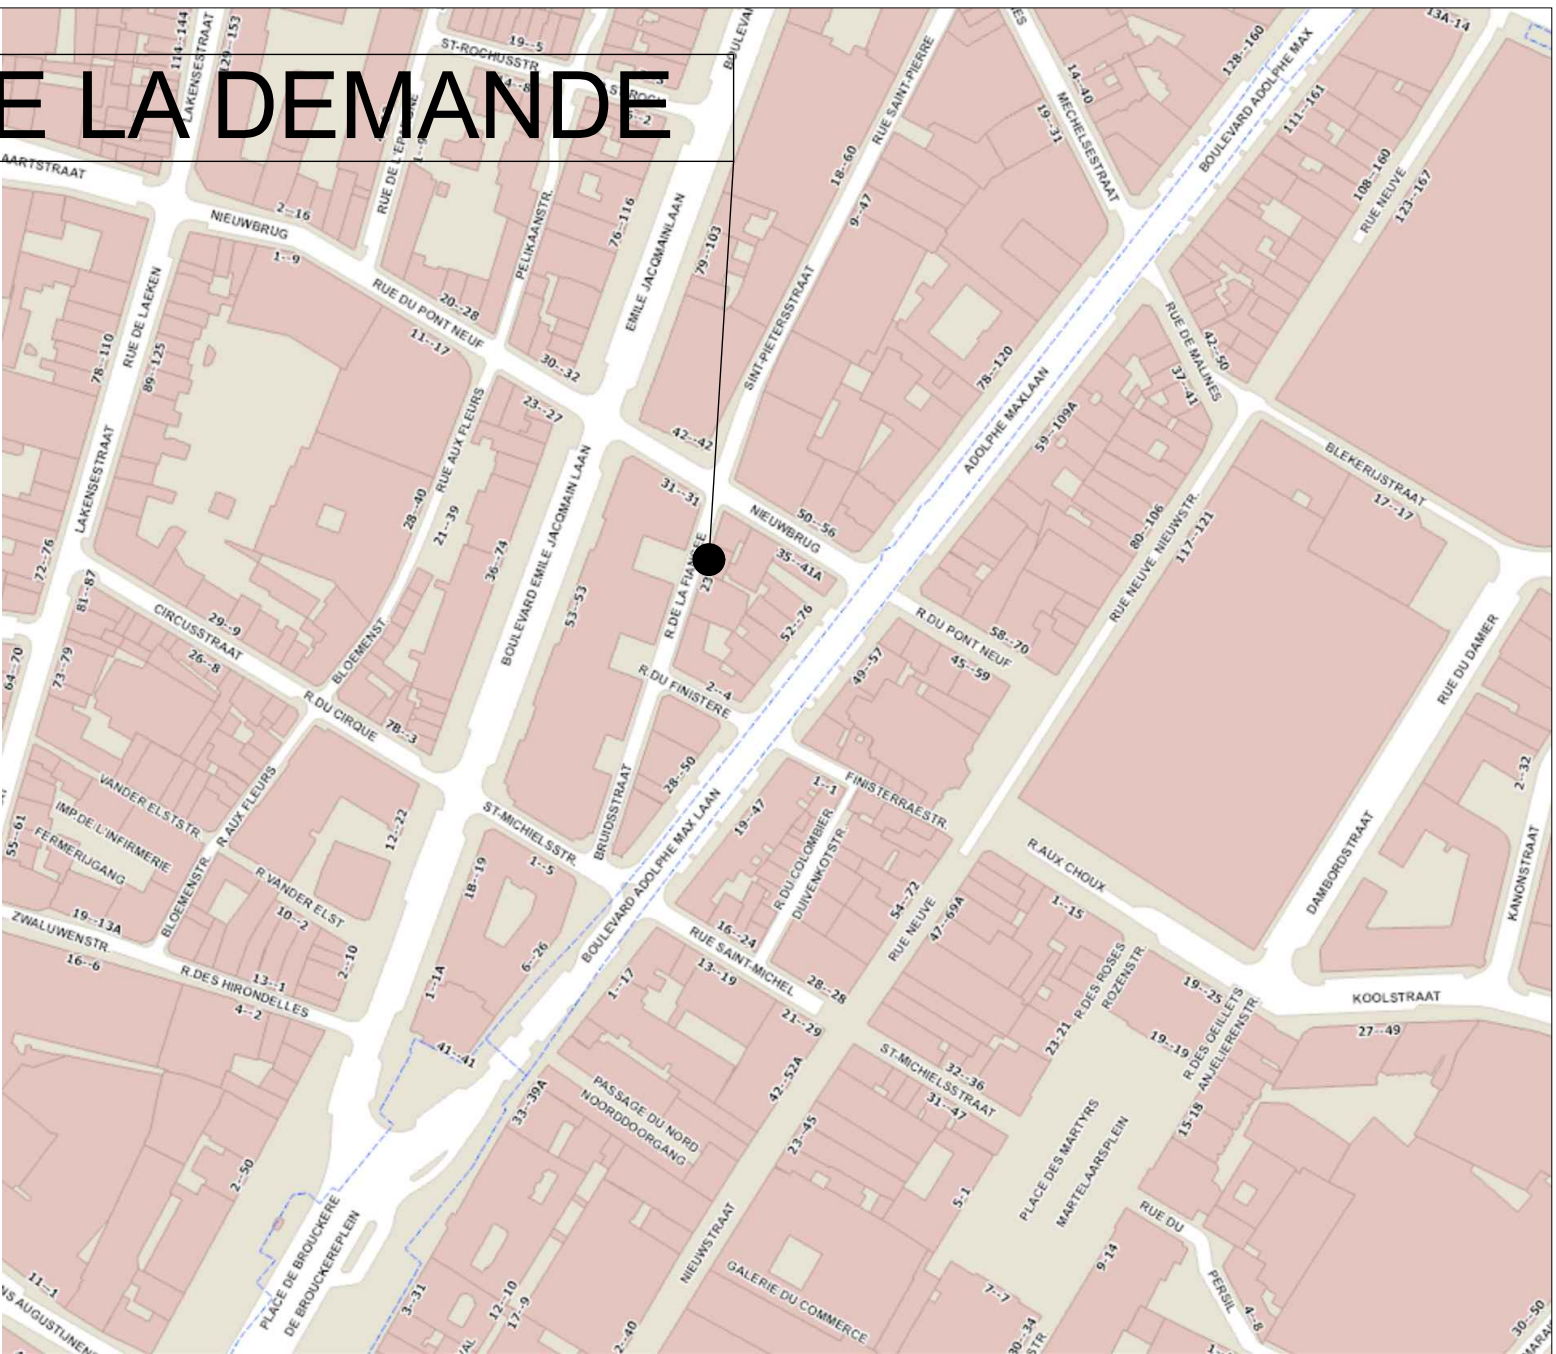 E LA DEMANDE
114--144
LAKENSESTRAAT
129--153
19--5
ST-ROCHUSSTR.
RUE SAINT-PIERRE
14--40
MECHELSESTRAAT
19--31
128--160
BOULEVARD ADOLPHE MAX
111--161
13A-14
108--160
RUE NEUVE
123--167
AARTSTRAAT
2--16
NIEUWBRUG
1--9
PELIKAANSTR.
76--116
EMILE JACQMAINLAAN
79--103
18--60
9--47
SINT-PIETERSSTRAAT
RUE DE LAEKEN
78--110
89--125
20--28
RUE DU PONT NEUF
11--17
30--32
23--27
78--120
ADOLPHE MAXLAAN
59--109A
RUE DE MALINES
42--50
37--41
LAKENSESTRAAT
RUE AUX FLEURS
28--40
21--39
36--74
BOULEVARD EMILE JACQMAIN LAAN
53--53
42--42
31--31
NIEUWBRUG
50--56
35--41A
52--76
BLEKERIJSTRAAT
17--17
80--106
RUE NEUVE NIEUWSTR.
117--121
72--76
81--87
CIRCUSSTRAAT
29--9
26--8
BLOEMENST.
R.DE LA FIANCEE
R.DU PONT NEUF
58--70
45--59
49--57
RUE DU DAMIER
64--70
73--79
R.DU CIRQUE
78--3
R.DU FINISTERE
2--4
28--50
VANDER ELSTSTR.
IMP.DE L'INFIRMERIE
FERMERIJGANG
R.AUX FLEURS
12--22
55--61
ST-MICHIELSSTR.
1--5
BRUIDSSTRAAT
BOULEVARD ADOLPHE MAX LAAN
19--47
1--1
FINISTERRAESTR.
R.DU COLOMBIER
DUIVENKOTSTR.
2--32
KANONSTRAAT
DAMBORDSTRAAT
R.AUX CHOUX
1--15
54--72
RUE NEUVE
47--69A
R.VANDER ELST
10--2
BLOEMENSTR.
18--19
19--13A
ZWALUWENSTR.
16--6
2--10
13--1
R.DES HIRONDELLES
4--2
1--1A
6--26
1--17
16--24
RUE SAINT-MICHEL
13--19
28--28
21--29
R.DES ROSES
ROZENSTR.
23-21
19--25
R.DES OEILLETS
ANJELIERENSTR.
19--19
KOOLSTRAAT
27--49
41--41
33--39A
PASSAGE DU NORD
NOORDDOORGANG
42--52A
ST-MICHIELSSTRAAT
32--36
31--47
23--45
PLACE DES MARTYRS
MARTELAARSPLEIN
15-18
5-1
2--50
PLACE DE BROUCKERE
DE BROUCKEREPLEIN
RUE DU
PERSIL
9-14
4--8
11--1
3--31
12--10
17--9
NIEUWSTRAAT
GALERIE DU COMMERCE
7--7
2--40
30--34
30--50